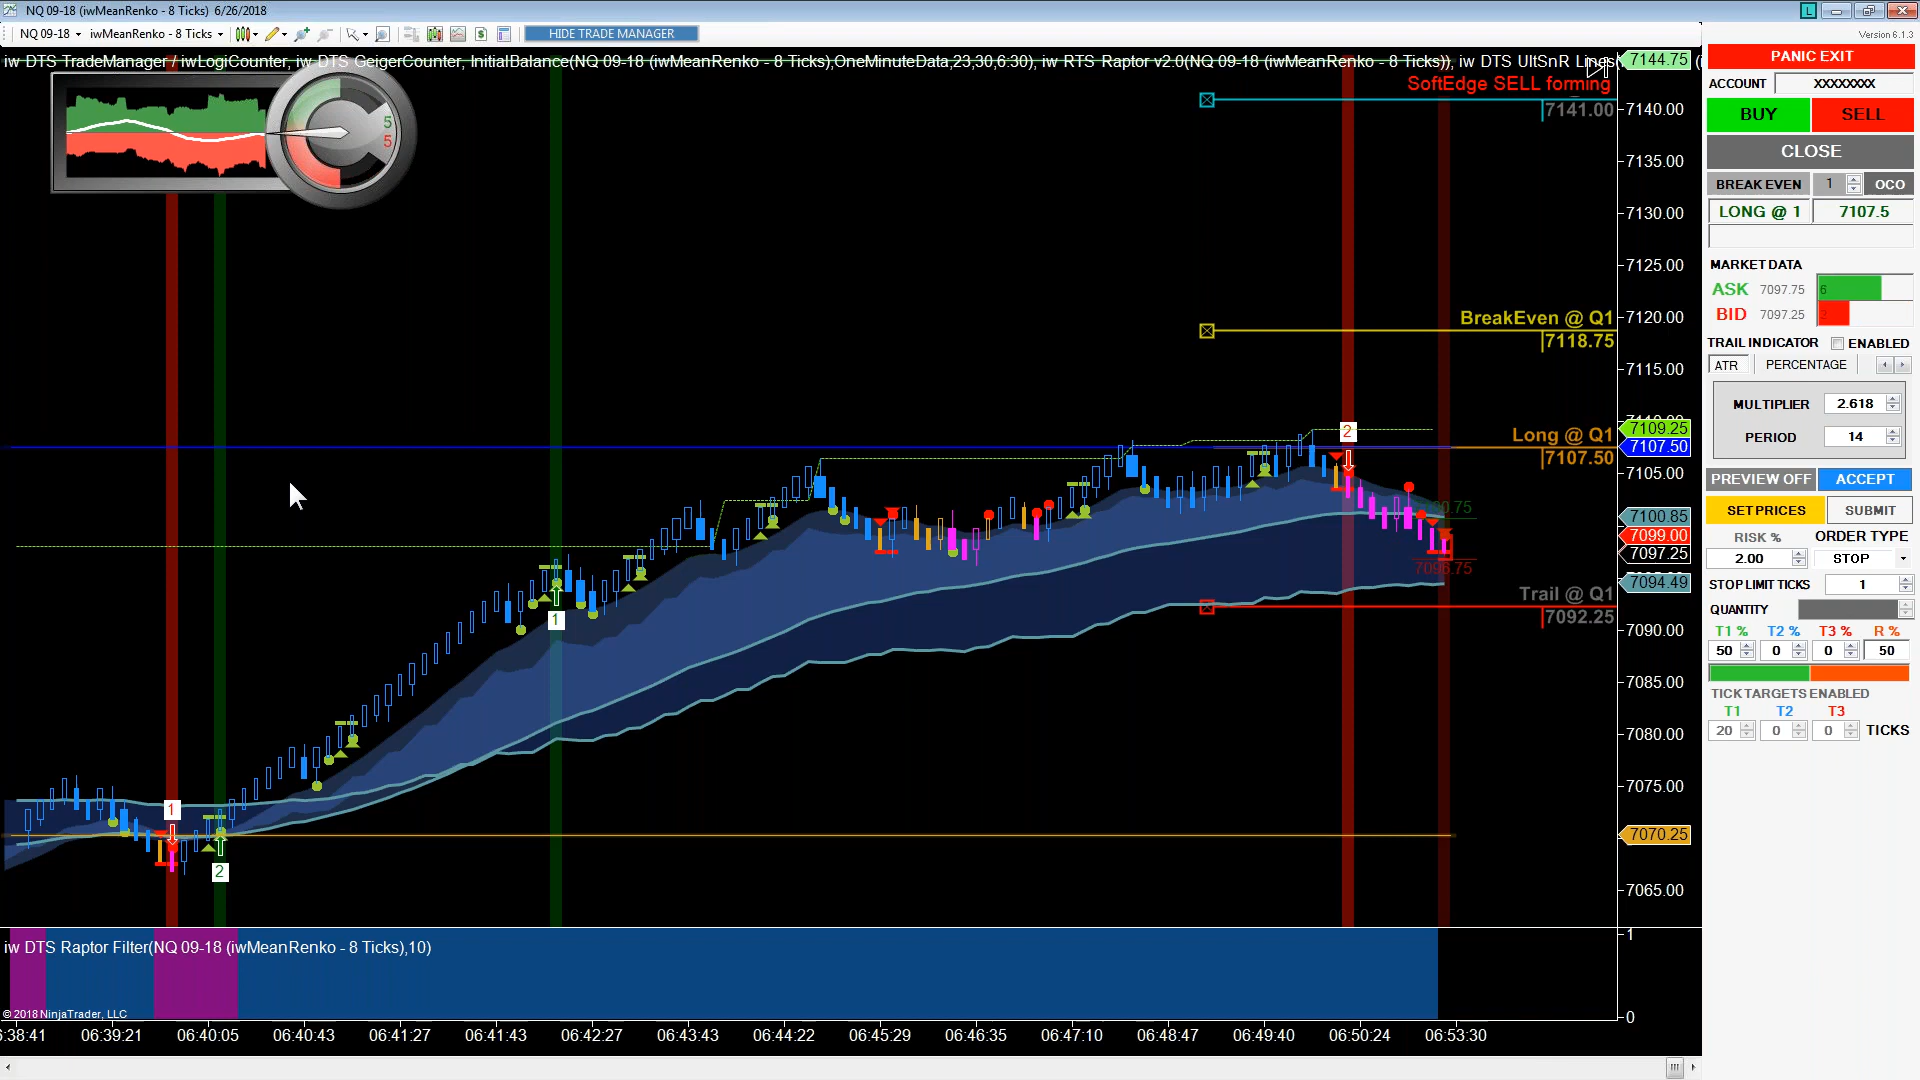 NQ 09-18 (iwMeanRenko - 8 Ticks)  6/26/2018
NQ 09-18  iwMeanRenko - 8 Ticks  HIDE TRADE MANAGER
Version 6.1.3
iw DTS TradeManager / iwLogiCounter, iw DTS GeigerCounter, InitialBalance(NQ 09-18 (iwMeanRenko - 8 Ticks),OneMinuteData,23,30,6:30), iw RTS Raptor v2.0(NQ 09-18 (iwMeanRenko - 8 Ticks)), iw DTS UltSnR Lines
SoftEdge SELL forming
5
5
7141.00
BreakEven @ Q1
7118.75
Long @ Q1
7107.50
Trail @ Q1
7092.25
2
1
1
2
7144.75
7140.00
7135.00
7130.00
7125.00
7120.00
7115.00
7109.25
7107.50
7105.00
7100.85
7099.00
7097.25
7094.49
7090.00
7085.00
7080.00
7075.00
7070.25
7065.00
iw DTS Raptor Filter(NQ 09-18 (iwMeanRenko - 8 Ticks),10)
1
0
© 2018 NinjaTrader, LLC
6:38:41  06:39:21  06:40:05  06:40:43  06:41:27  06:41:43  06:42:27  06:43:43  06:44:22  06:45:29  06:46:35  06:47:10  06:48:47  06:49:40  06:50:24  06:53:30
PANIC EXIT
ACCOUNT  XXXXXXXX
BUY  SELL
CLOSE
BREAK EVEN  1  OCO
LONG @ 1  7107.5
MARKET DATA
ASK  7097.75  6
BID  7097.25
TRAIL INDICATOR  ENABLED
ATR  PERCENTAGE
MULTIPLIER  2.618
PERIOD  14
PREVIEW OFF  ACCEPT
SET PRICES  SUBMIT
RISK %  ORDER TYPE
2.00  STOP
STOP LIMIT TICKS  1
QUANTITY
T1 %  T2 %  T3 %  R %
50  0  0  50
TICK TARGETS ENABLED
T1  T2  T3
20  0  0  TICKS